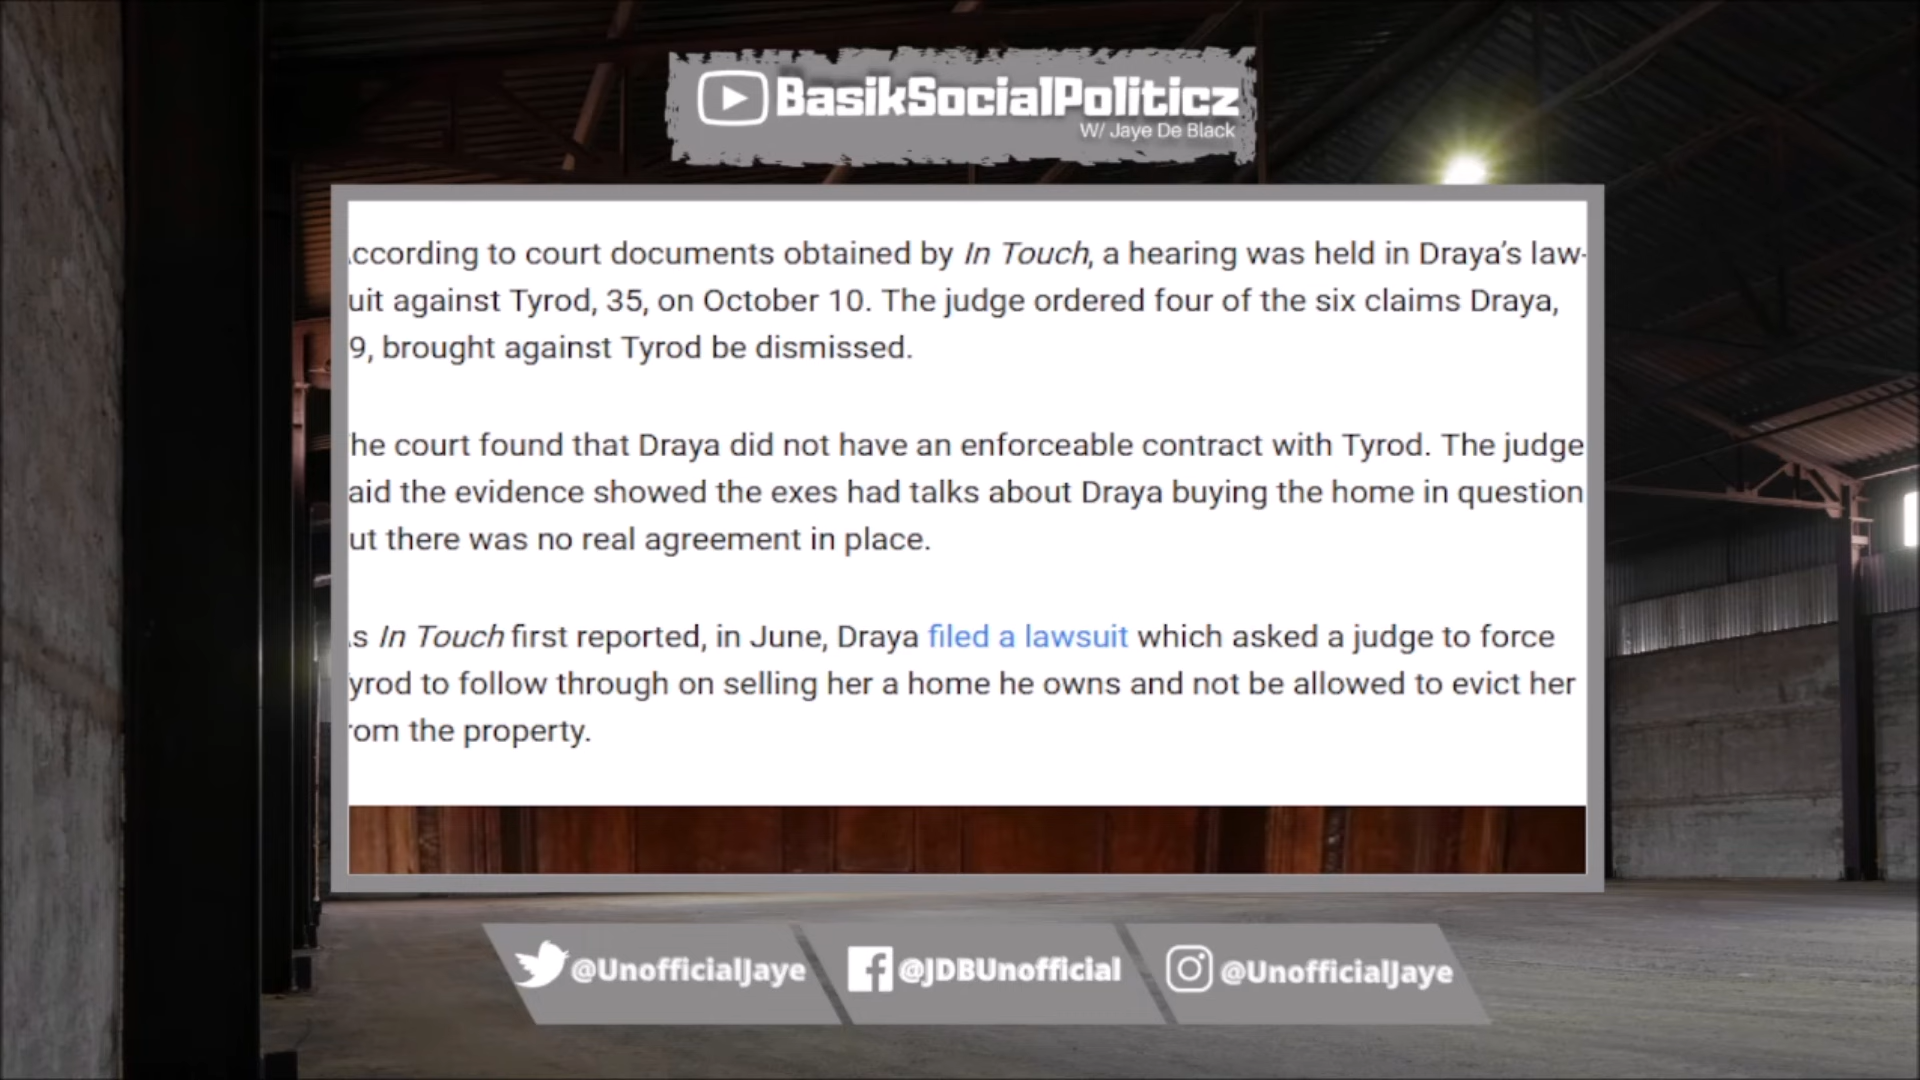 BasikSocialPoliticz
W/ Jaye De Black
ccording to court documents obtained by In Touch, a hearing was held in Draya's law-
uit against Tyrod, 35, on October 10. The judge ordered four of the six claims Draya,
9, brought against Tyrod be dismissed.
he court found that Draya did not have an enforceable contract with Tyrod. The judge
aid the evidence showed the exes had talks about Draya buying the home in question
ut there was no real agreement in place.
s In Touch first reported, in June, Draya filed a lawsuit which asked a judge to force
yrod to follow through on selling her a home he owns and not be allowed to evict her
rom the property.
@UnofficialJaye @JDBUnofficial @UnofficialJaye